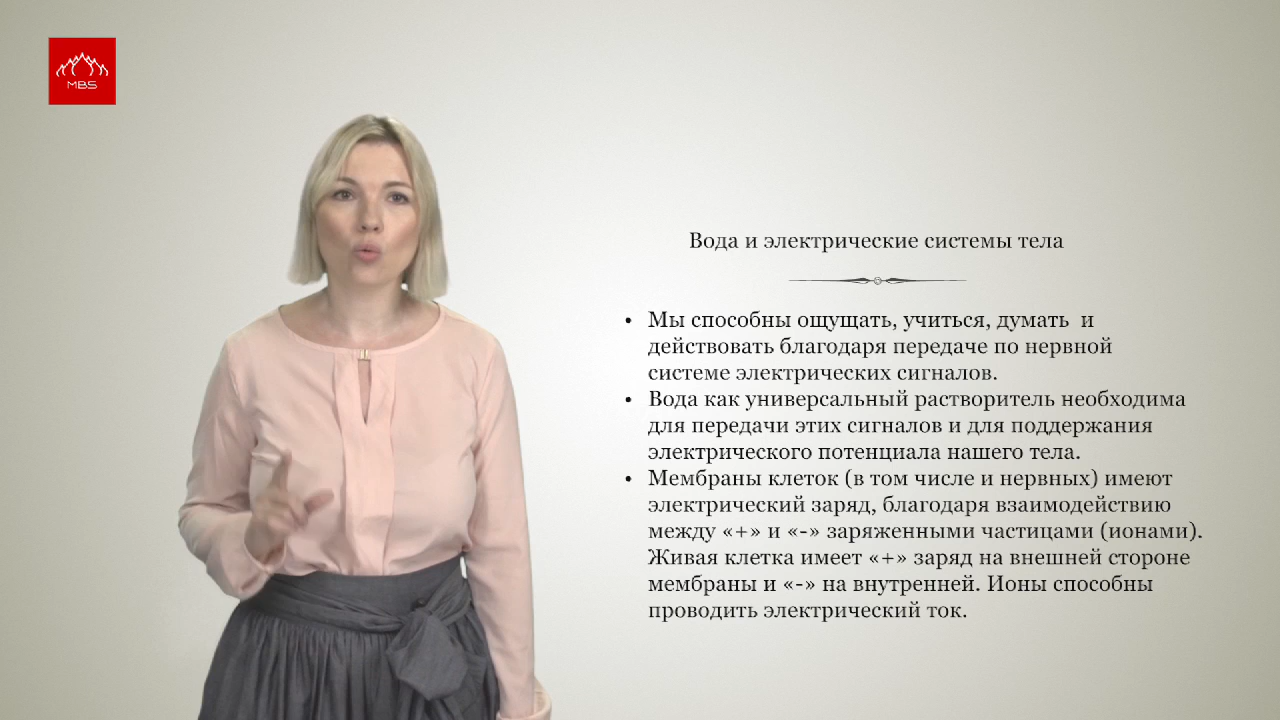 MBS
Вода и электрические системы тела
• Мы способны ощущать, учиться, думать и
действовать благодаря передаче по нервной
системе электрических сигналов.
• Вода как универсальный растворитель необходима
для передачи этих сигналов и для поддержания
электрического потенциала нашего тела.
• Мембраны клеток (в том числе и нервных) имеют
электрический заряд, благодаря взаимодействию
между «+» и «-» заряженными частицами (ионами).
Живая клетка имеет «+» заряд на внешней стороне
мембраны и «-» на внутренней. Ионы способны
проводить электрический ток.